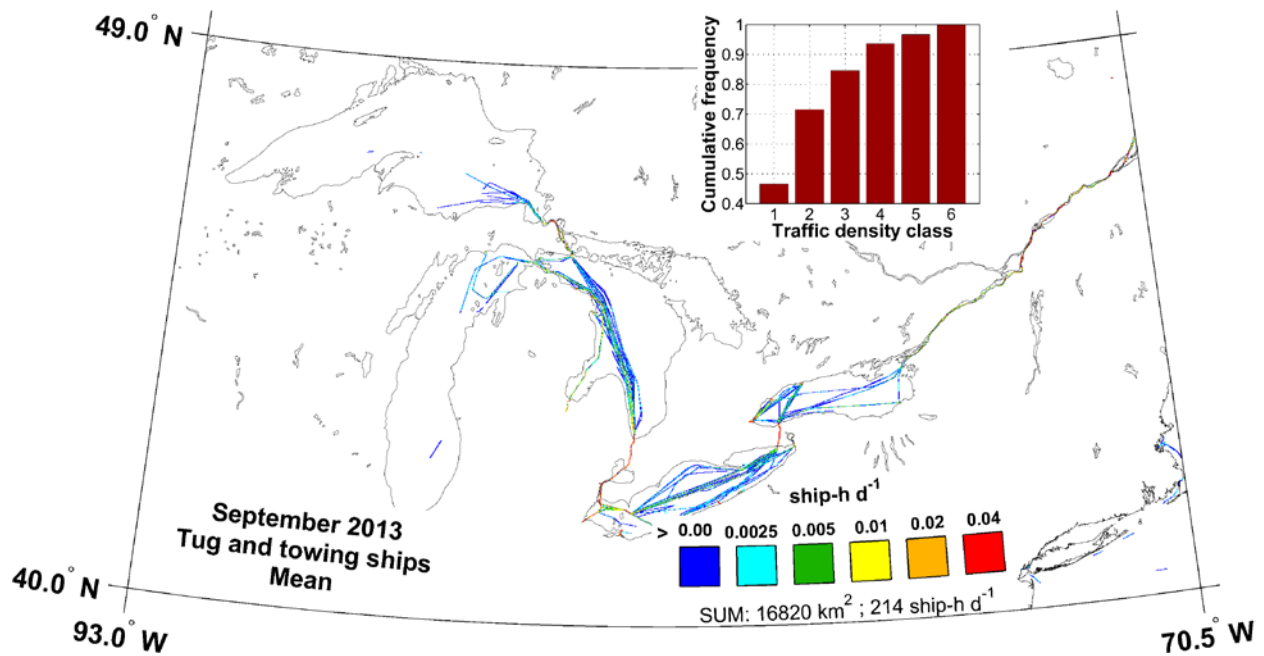 49.0° N
Cumulative frequency
1
0.9
0.8
0.7
0.6
0.5
0.4
1 2 3 4 5 6
Traffic density class
September 2013
Tug and towing ships
Mean
ship-h d⁻¹
> 0.00 0.0025 0.005 0.01 0.02 0.04
SUM: 16820 km² ; 214 ship-h d⁻¹
40.0° N
93.0° W
70.5° W